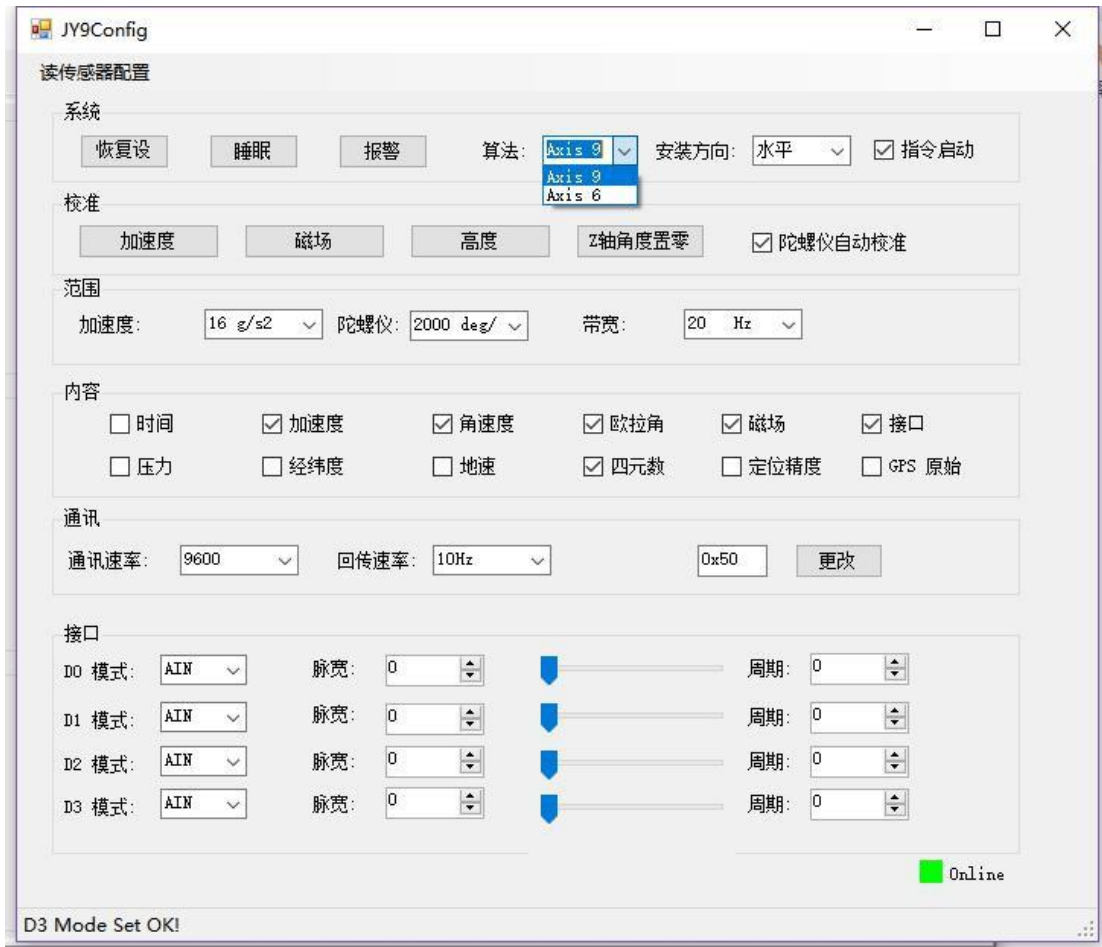 JY9Config
读传感器配置
系统
恢复设 睡眠 报警 算法: Axis 9 安装方向: 水平 指令启动
Axis 9
Axis 6
校准
加速度 磁场 高度 Z轴角度置零 陀螺仪自动校准
范围
加速度: 16 g/s2 陀螺仪: 2000 deg/ 带宽: 20 Hz
内容
时间 加速度 角速度 欧拉角 磁场 接口
压力 经纬度 地速 四元数 定位精度 GPS 原始
通讯
通讯速率: 9600 回传速率: 10Hz 0x50 更改
接口
D0 模式: AIN 脉宽: 0 周期: 0
D1 模式: AIN 脉宽: 0 周期: 0
D2 模式: AIN 脉宽: 0 周期: 0
D3 模式: AIN 脉宽: 0 周期: 0
Online
D3 Mode Set OK!